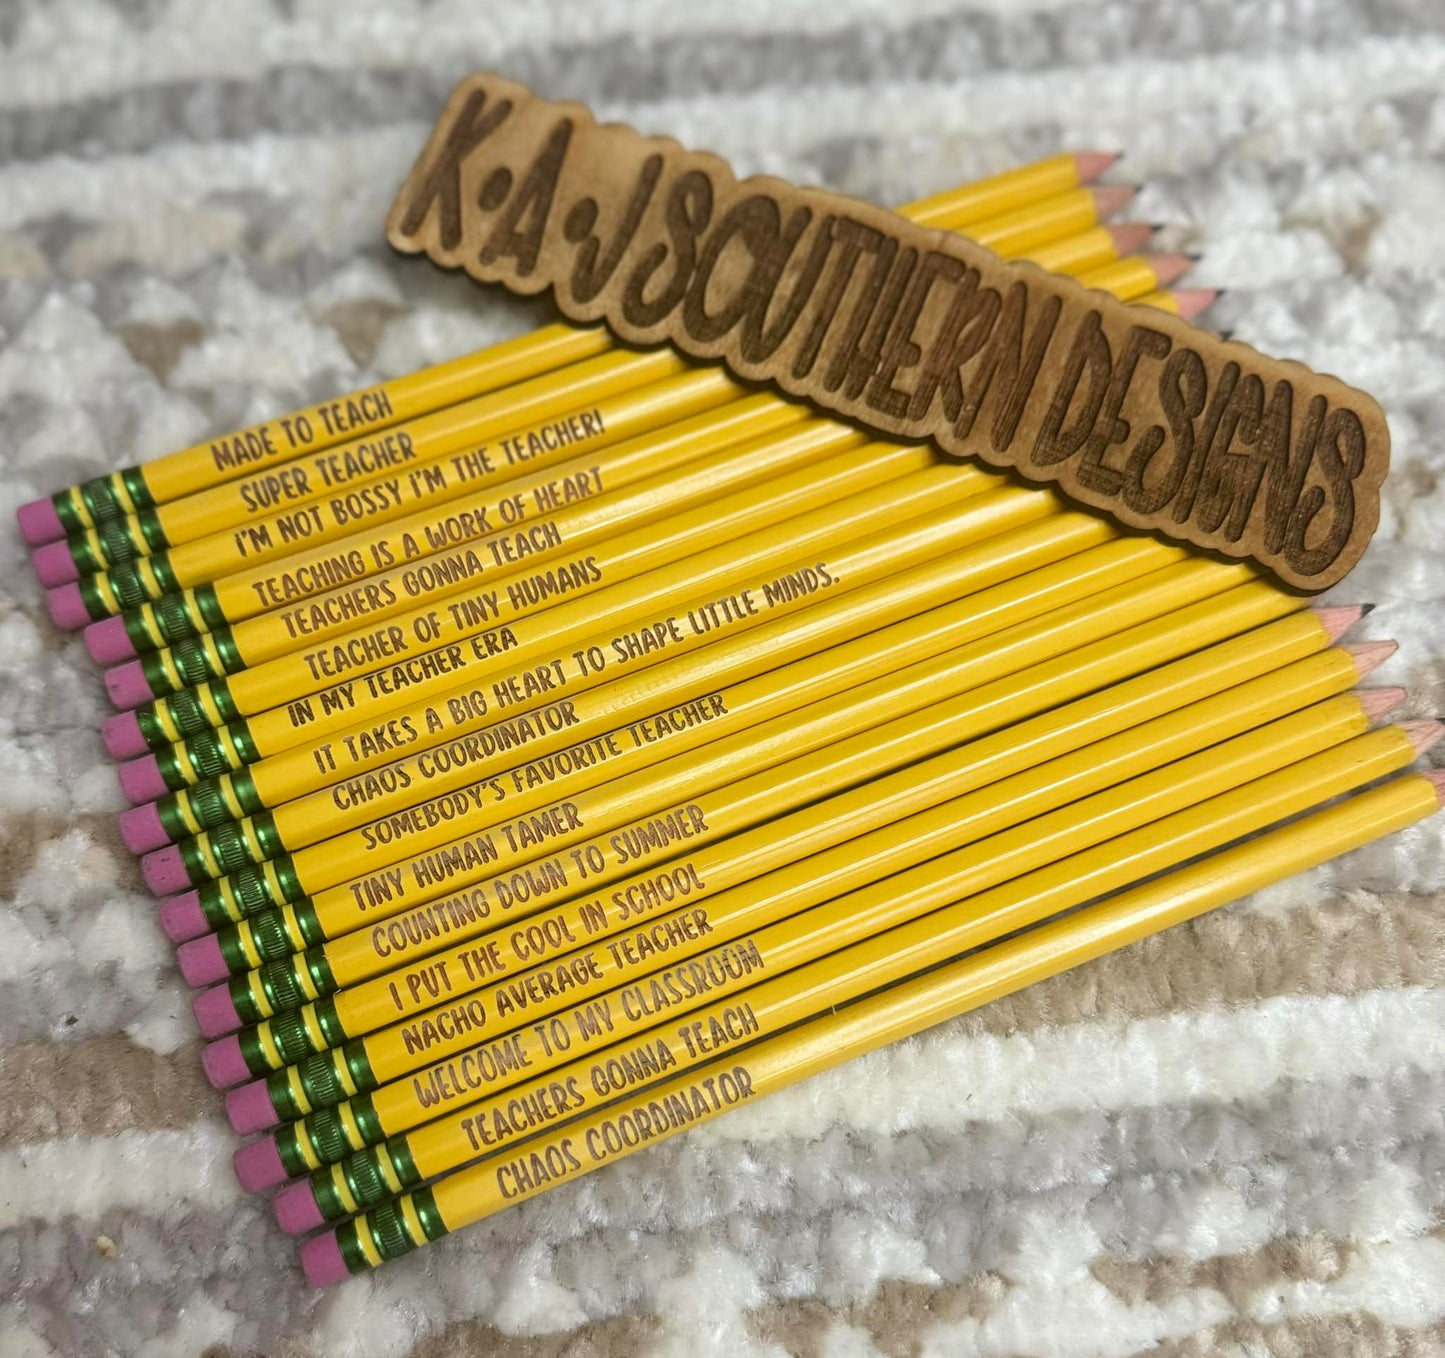 K•A•J SOUTHERN DESIGNS
MADE TO TEACH
SUPER TEACHER
I'M NOT BOSSY I'M THE TEACHER!
TEACHING IS A WORK OF HEART
TEACHERS GONNA TEACH
TEACHER OF TINY HUMANS
IN MY TEACHER ERA
IT TAKES A BIG HEART TO SHAPE LITTLE MINDS.
CHAOS COORDINATOR
SOMEBODY'S FAVORITE TEACHER
TINY HUMAN TAMER
COUNTING DOWN TO SUMMER
I PUT THE COOL IN SCHOOL
NACHO AVERAGE TEACHER
WELCOME TO MY CLASSROOM
TEACHERS GONNA TEACH
CHAOS COORDINATOR